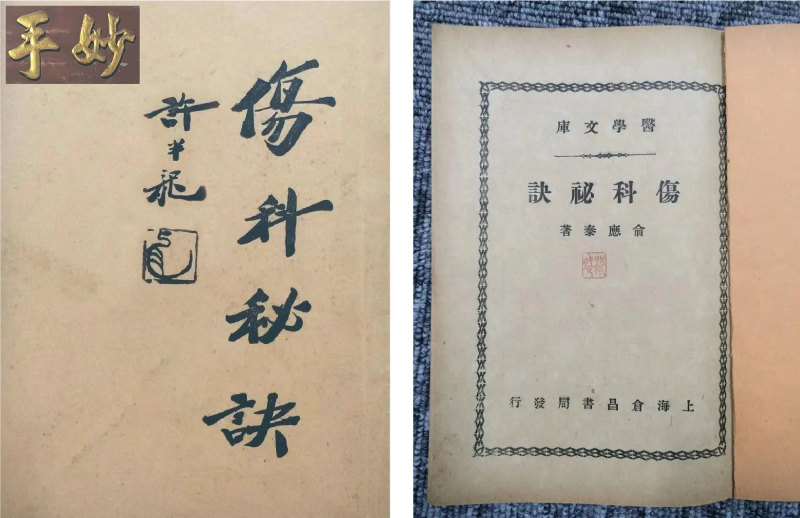 妙手
傷科秘訣
許半龍
醫學文庫
傷科祕訣
俞應泰著
上海倉昌書局發行